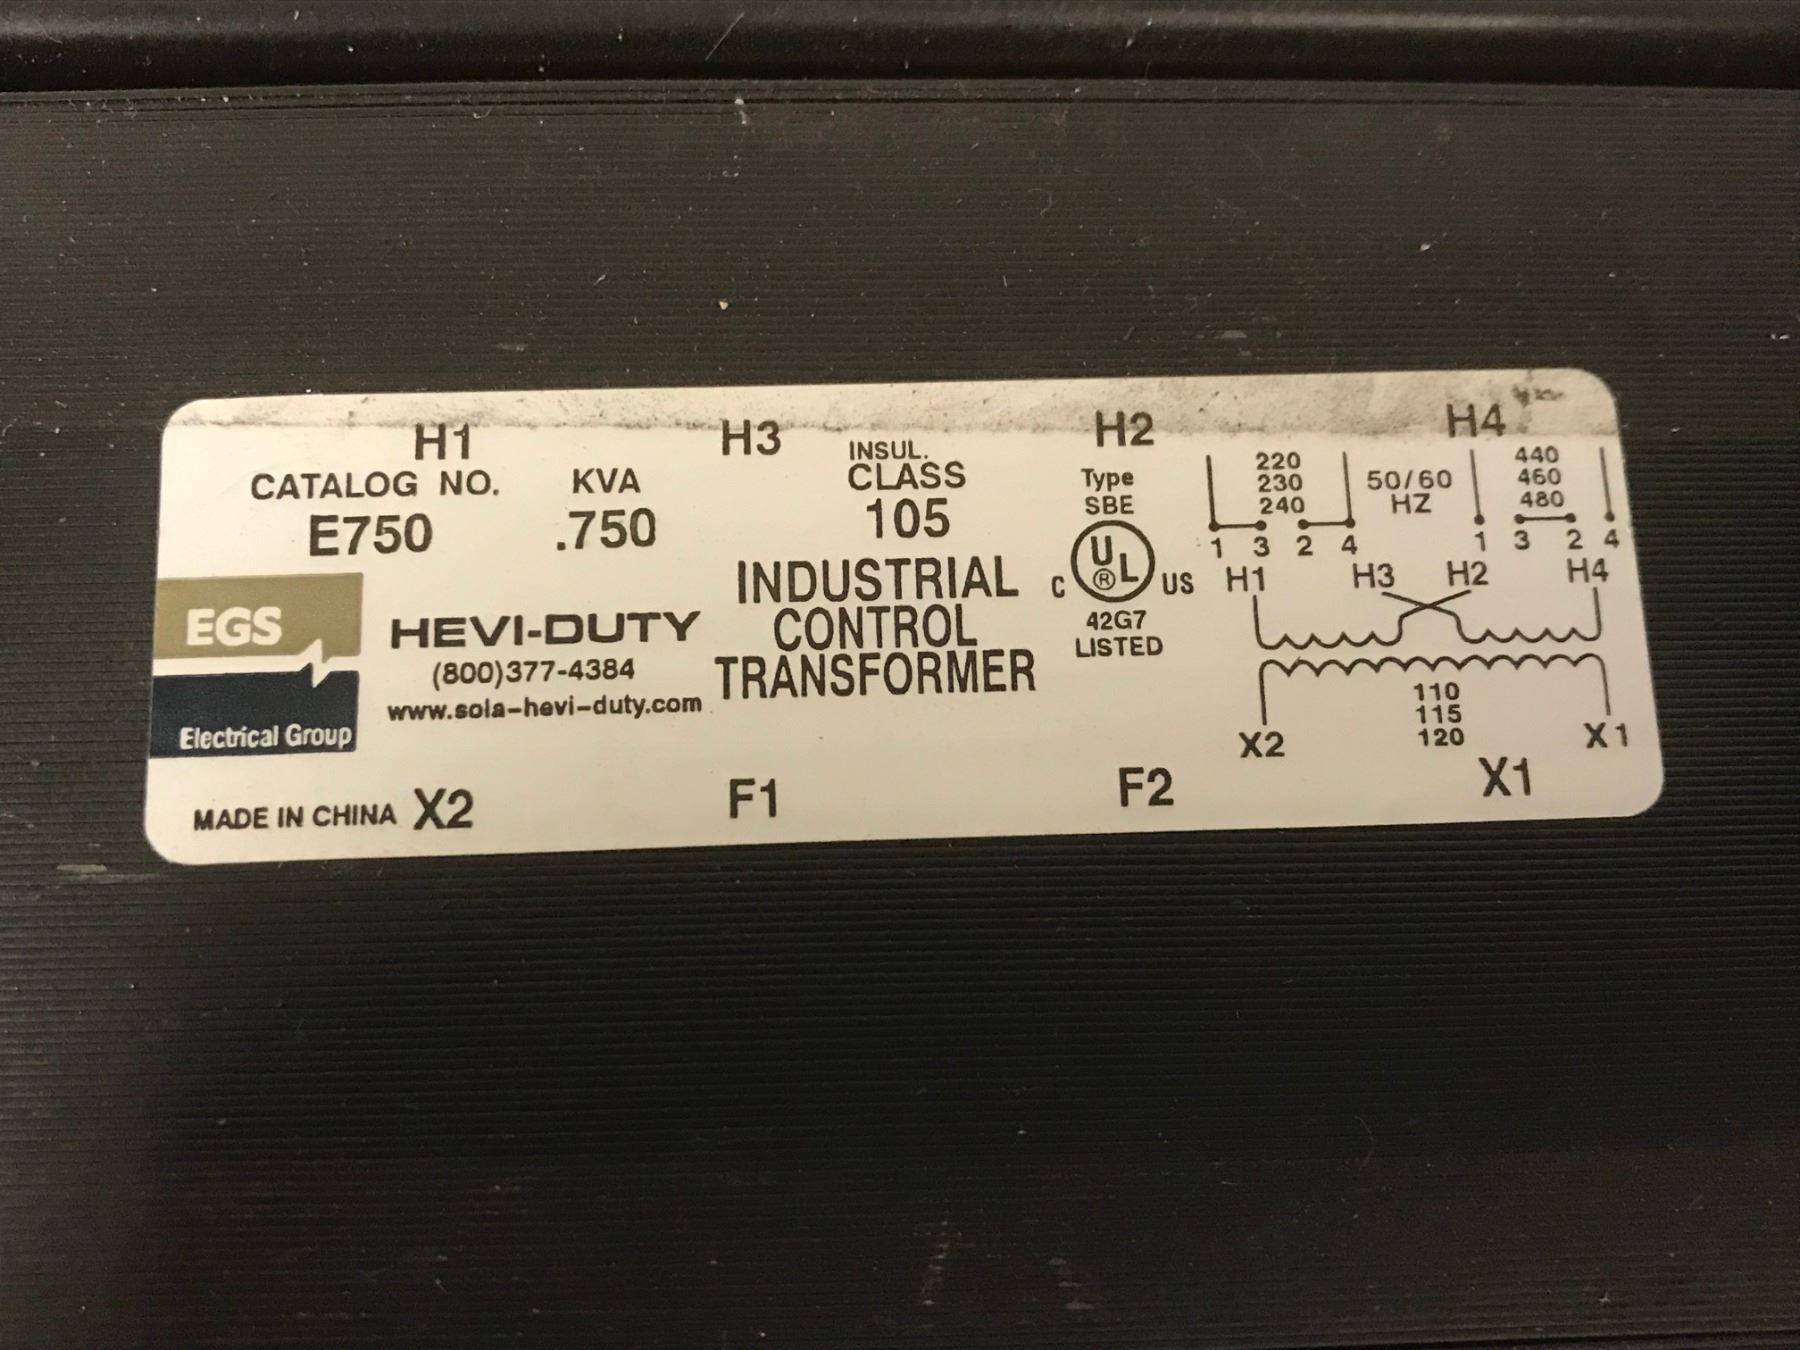 H1 H3 H2 H4
CATALOG NO.
E750
KVA
.750
INSUL.
CLASS
105
Type
SBE
C UL ® US
42G7
LISTED
220
230
240
50/60
HZ
440
460
480
1 3 2 4
1 3 2 4
H1 H3 H2 H4
110
115
120
X2 X1
EGS
Electrical Group
HEVI-DUTY
(800)377-4384
www.sola-hevi-duty.com
INDUSTRIAL
CONTROL
TRANSFORMER
MADE IN CHINA X2 F1 F2 X1